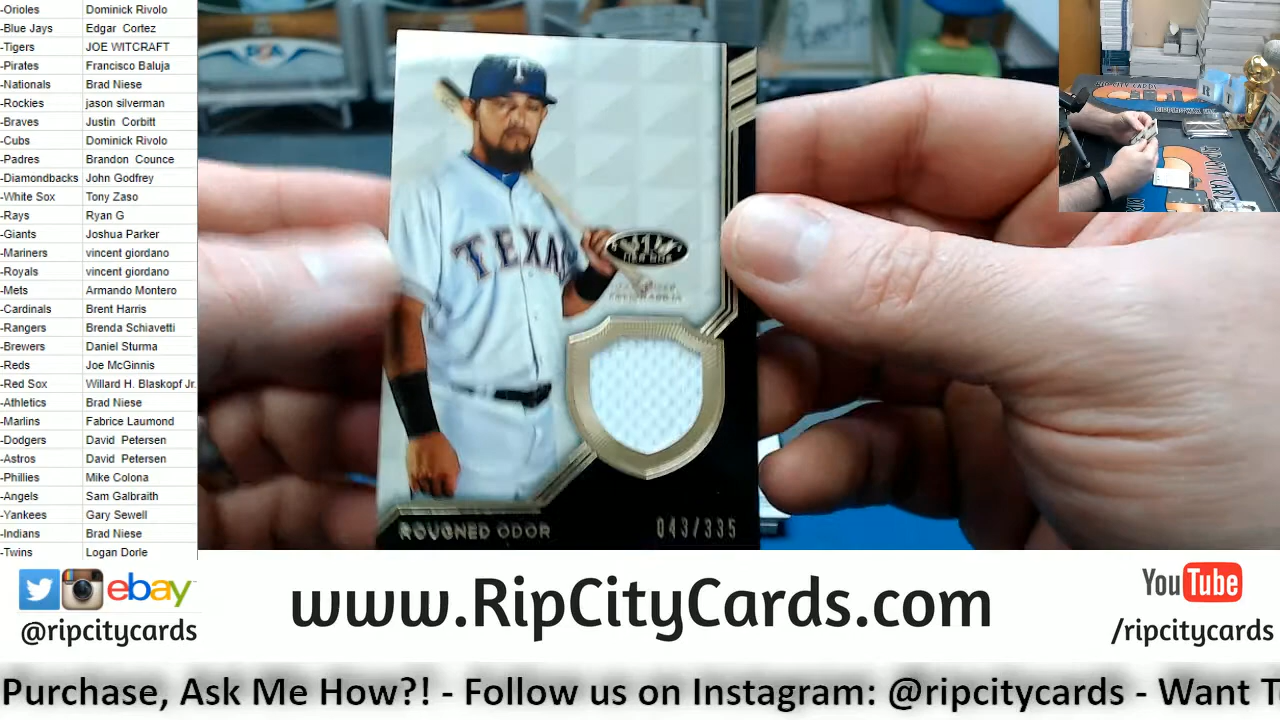 -Orioles Dominick Rivolo
-Blue Jays Edgar Cortez
-Tigers JOE WITCRAFT
-Pirates Francisco Baluja
-Nationals Brad Niese
-Rockies jason silverman
-Braves Justin Corbitt
-Cubs Dominick Rivolo
-Padres Brandon Counce
-Diamondbacks John Godfrey
-White Sox Tony Zaso
-Rays Ryan G
-Giants Joshua Parker
-Mariners vincent giordano
-Royals vincent giordano
-Mets Armando Montero
-Cardinals Brent Harris
-Rangers Brenda Schiavetti
-Brewers Daniel Sturma
-Reds Joe McGinnis
-Red Sox Willard H. Blaskopf Jr.
-Athletics Brad Niese
-Marlins Fabrice Laumond
-Dodgers David Petersen
-Astros David Petersen
-Phillies Mike Colona
-Angels Sam Galbraith
-Yankees Gary Sewell
-Indians Brad Niese
-Twins Logan Dorle
T
TEXAS
ROUGNED ODOR
043/335
RIP CITY CARDS
R T
ebay
@ripcitycards
www.RipCityCards.com
YouTube
/ripcitycards
Purchase, Ask Me How?! - Follow us on Instagram: @ripcitycards - Want T